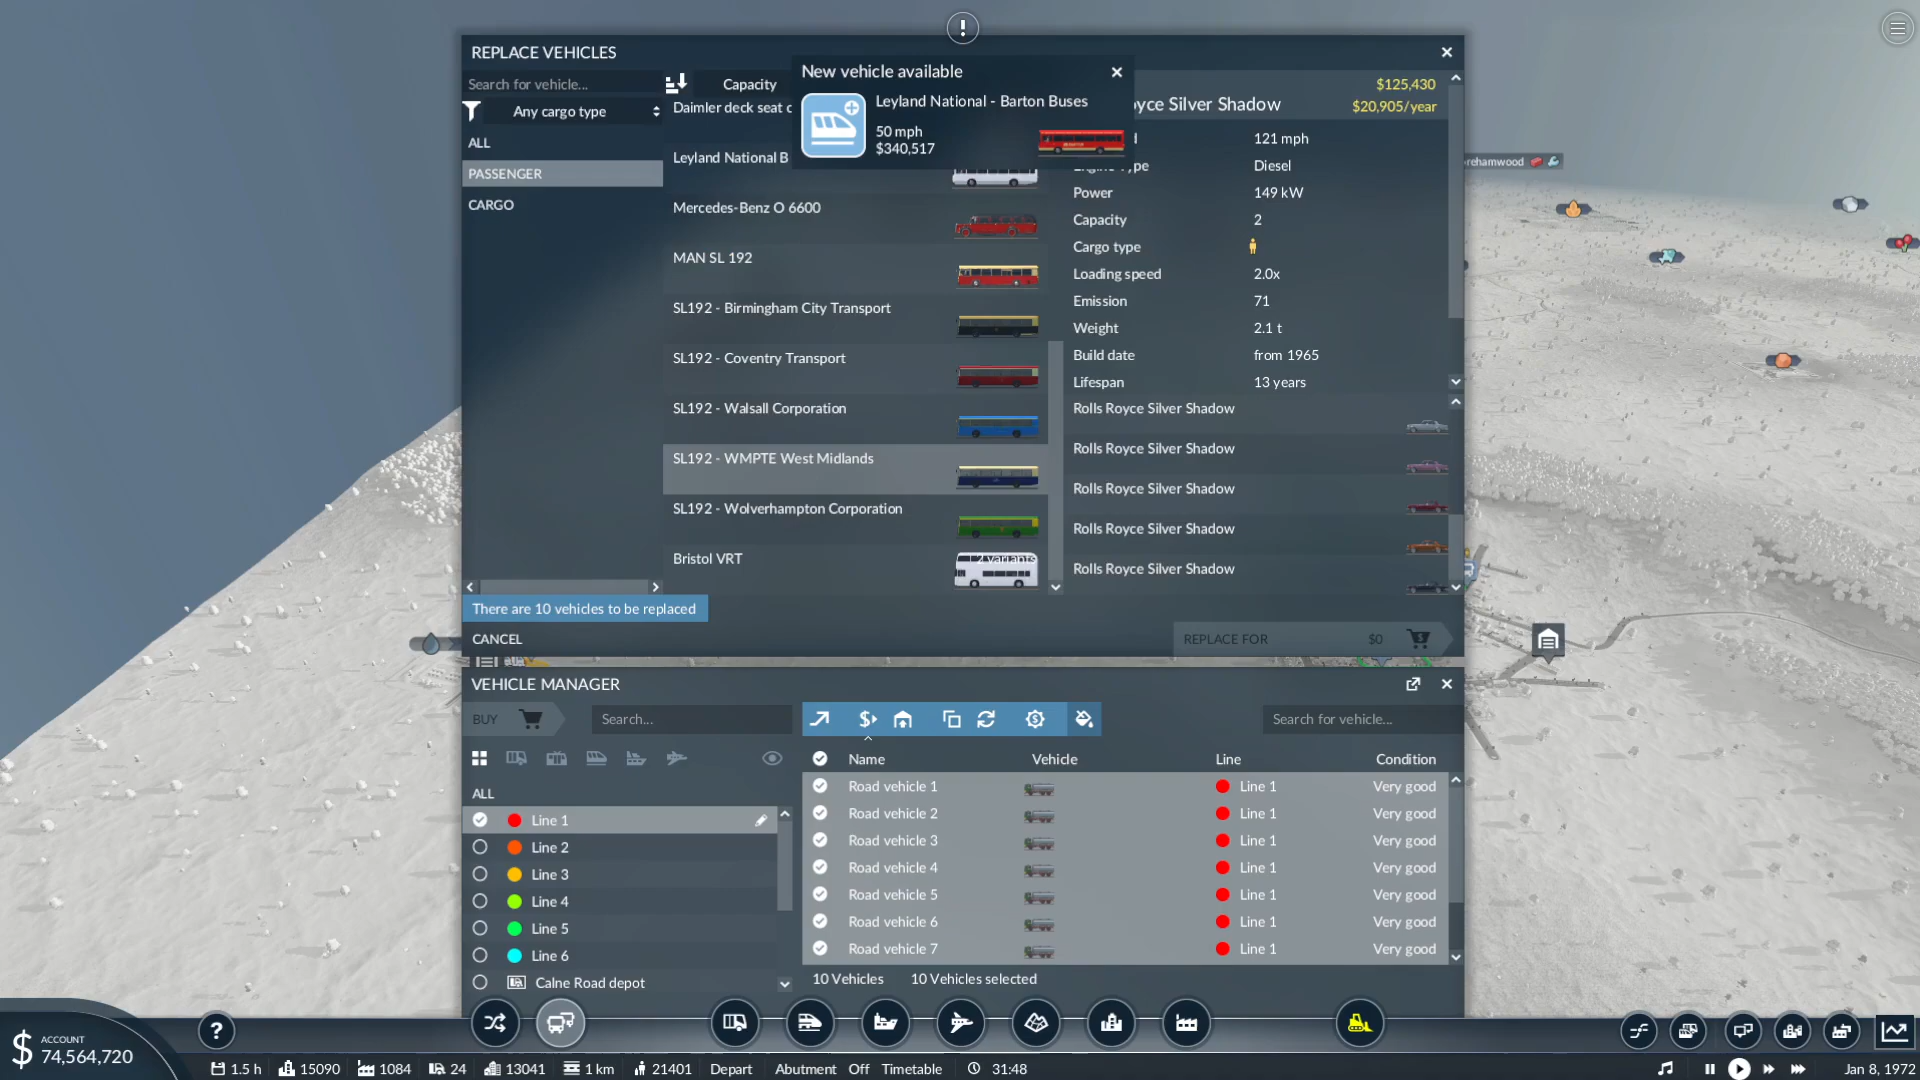 REPLACE VEHICLES
Search for vehicle...
Capacity
Any cargo type
ALL
PASSENGER
CARGO
Daimler deck seat
Leyland National B
Mercedes-Benz O 6600
MAN SL 192
SL192 - Birmingham City Transport
SL192 - Coventry Transport
SL192 - Walsall Corporation
SL192 - WMPTE West Midlands
SL192 - Wolverhampton Corporation
Bristol VRT
2 variants
New vehicle available
Leyland National - Barton Buses
50 mph
$340,517
$125,430
oyce Silver Shadow
$20,905/year
121 mph
Diesel
Power 149 kW
Capacity 2
Cargo type
Loading speed 2.0x
Emission 71
Weight 2.1 t
Build date from 1965
Lifespan 13 years
Rolls Royce Silver Shadow
Rolls Royce Silver Shadow
Rolls Royce Silver Shadow
Rolls Royce Silver Shadow
Rolls Royce Silver Shadow
rehamwood
There are 10 vehicles to be replaced
CANCEL
REPLACE FOR $0
VEHICLE MANAGER
BUY
Search...
Search for vehicle...
ALL
Line 1
Line 2
Line 3
Line 4
Line 5
Line 6
Calne Road depot
Name Vehicle Line Condition
Road vehicle 1 Line 1 Very good
Road vehicle 2 Line 1 Very good
Road vehicle 3 Line 1 Very good
Road vehicle 4 Line 1 Very good
Road vehicle 5 Line 1 Very good
Road vehicle 6 Line 1 Very good
Road vehicle 7 Line 1 Very good
10 Vehicles 10 Vehicles selected
ACCOUNT
$ 74,564,720
1.5 h 15090 1084 24 13041 1 km 21401 Depart Abutment Off Timetable 31:48
Jan 8, 1972